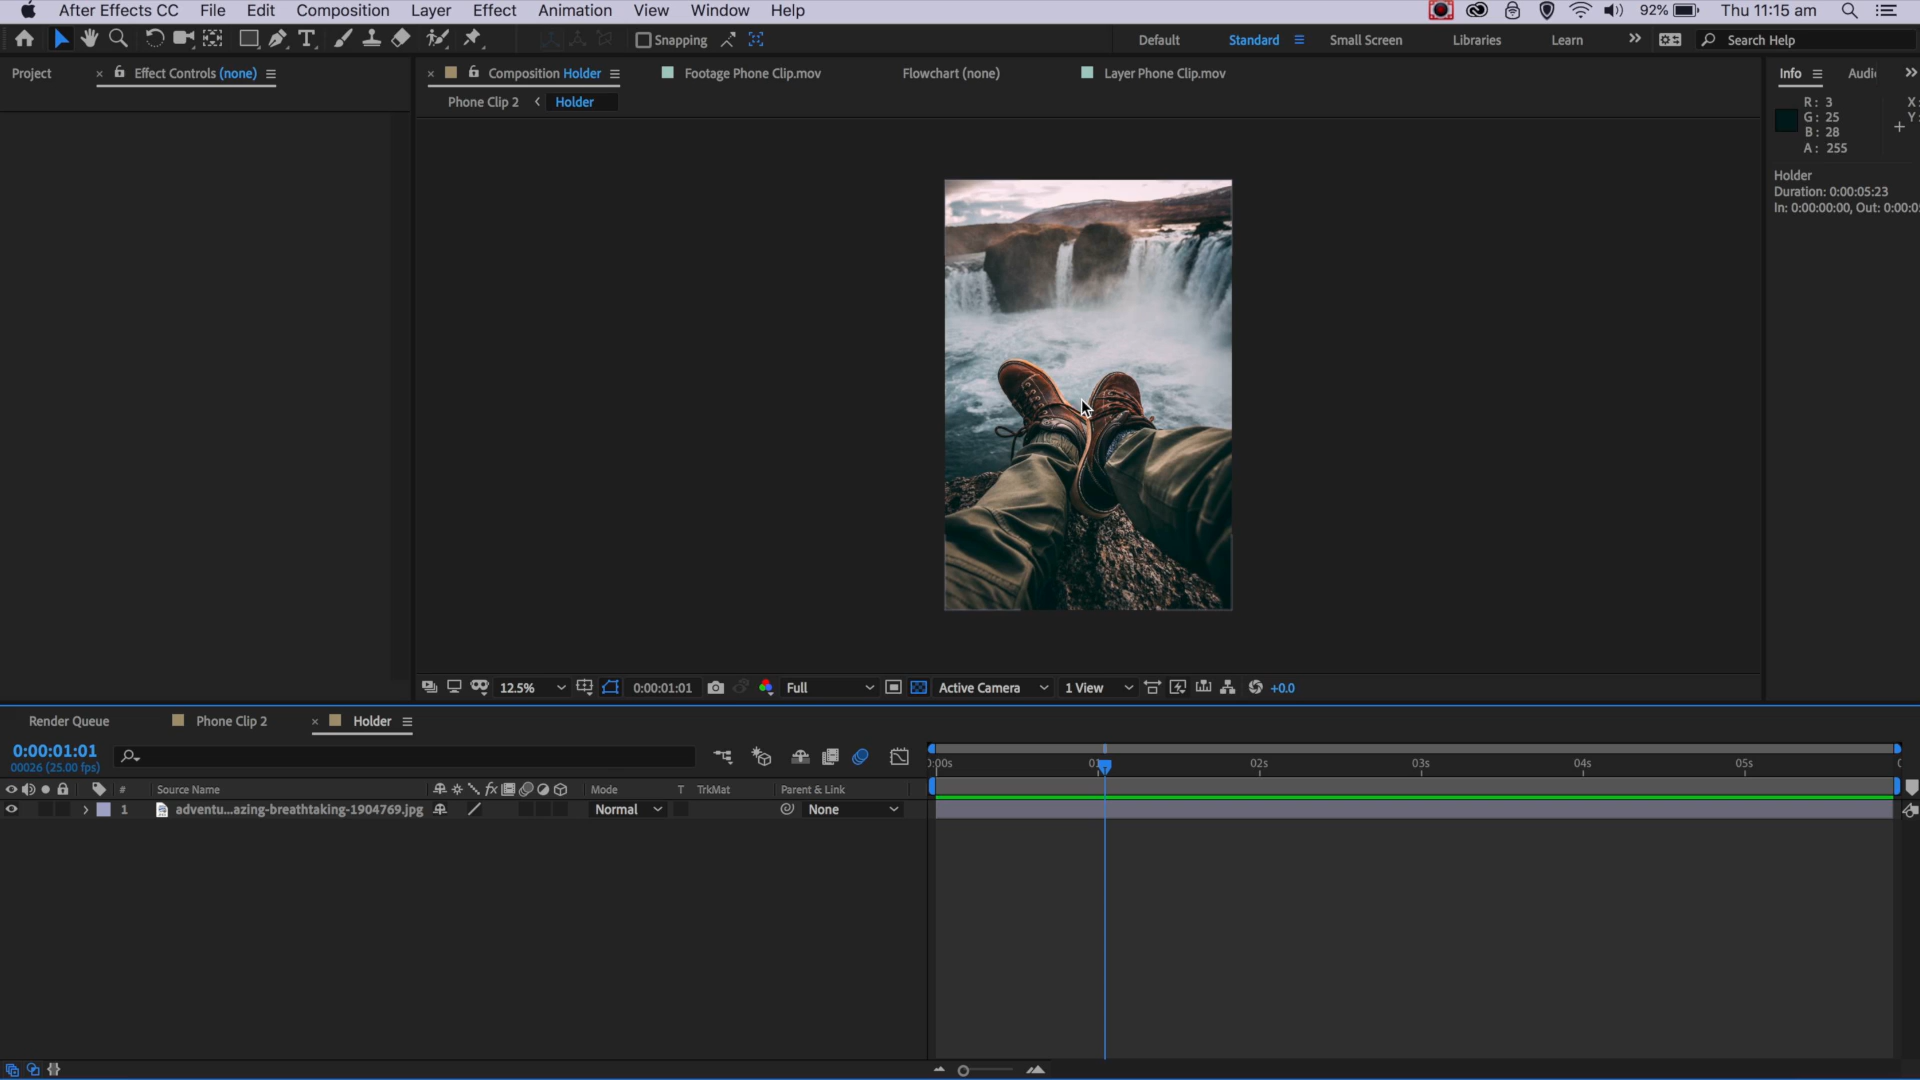 After Effects CC File Edit Composition Layer Effect Animation View Window Help 92% Thu 11:15 am
Snapping Default Standard Small Screen Libraries Learn Search Help
Project Effect Controls (none) Composition Holder Footage Phone Clip.mov Flowchart (none) Layer Phone Clip.mov Info Audi
Phone Clip 2 Holder
R: 3 X:
G: 25 Y:
B: 28
A: 255
Holder
Duration: 0:00:05:23
In: 0:00:00:00, Out: 0:00:0
12.5% 0:00:01:01 Full Active Camera 1 View +0.0
Render Queue Phone Clip 2 Holder
0:00:01:01
00026 (25.00 fps)
:00s 01 02s 03s 04s 05s
# Source Name Mode T TrkMat Parent & Link
1 adventu...azing-breathtaking-1904769.jpg Normal None